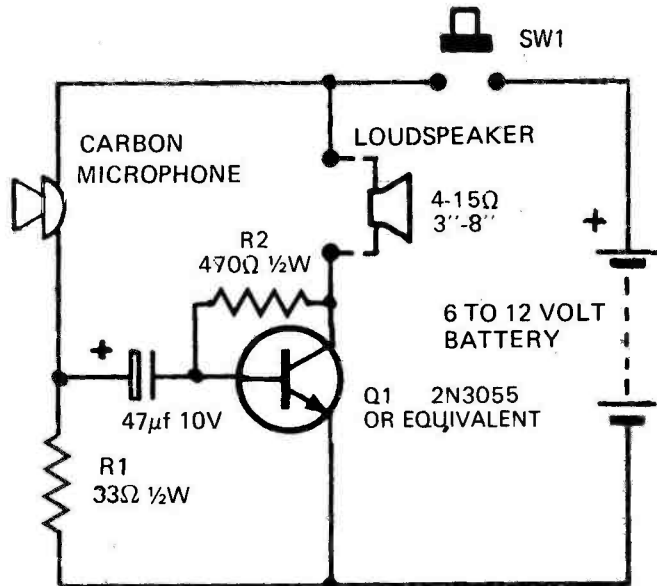 SW1
CARBON
MICROPHONE
LOUDSPEAKER
4-15Ω
3''-8''
R2
470Ω ½W
+
6 TO 12 VOLT
BATTERY
+
47µf 10V
Q1 2N3055
OR EQUIVALENT
R1
33Ω ½W